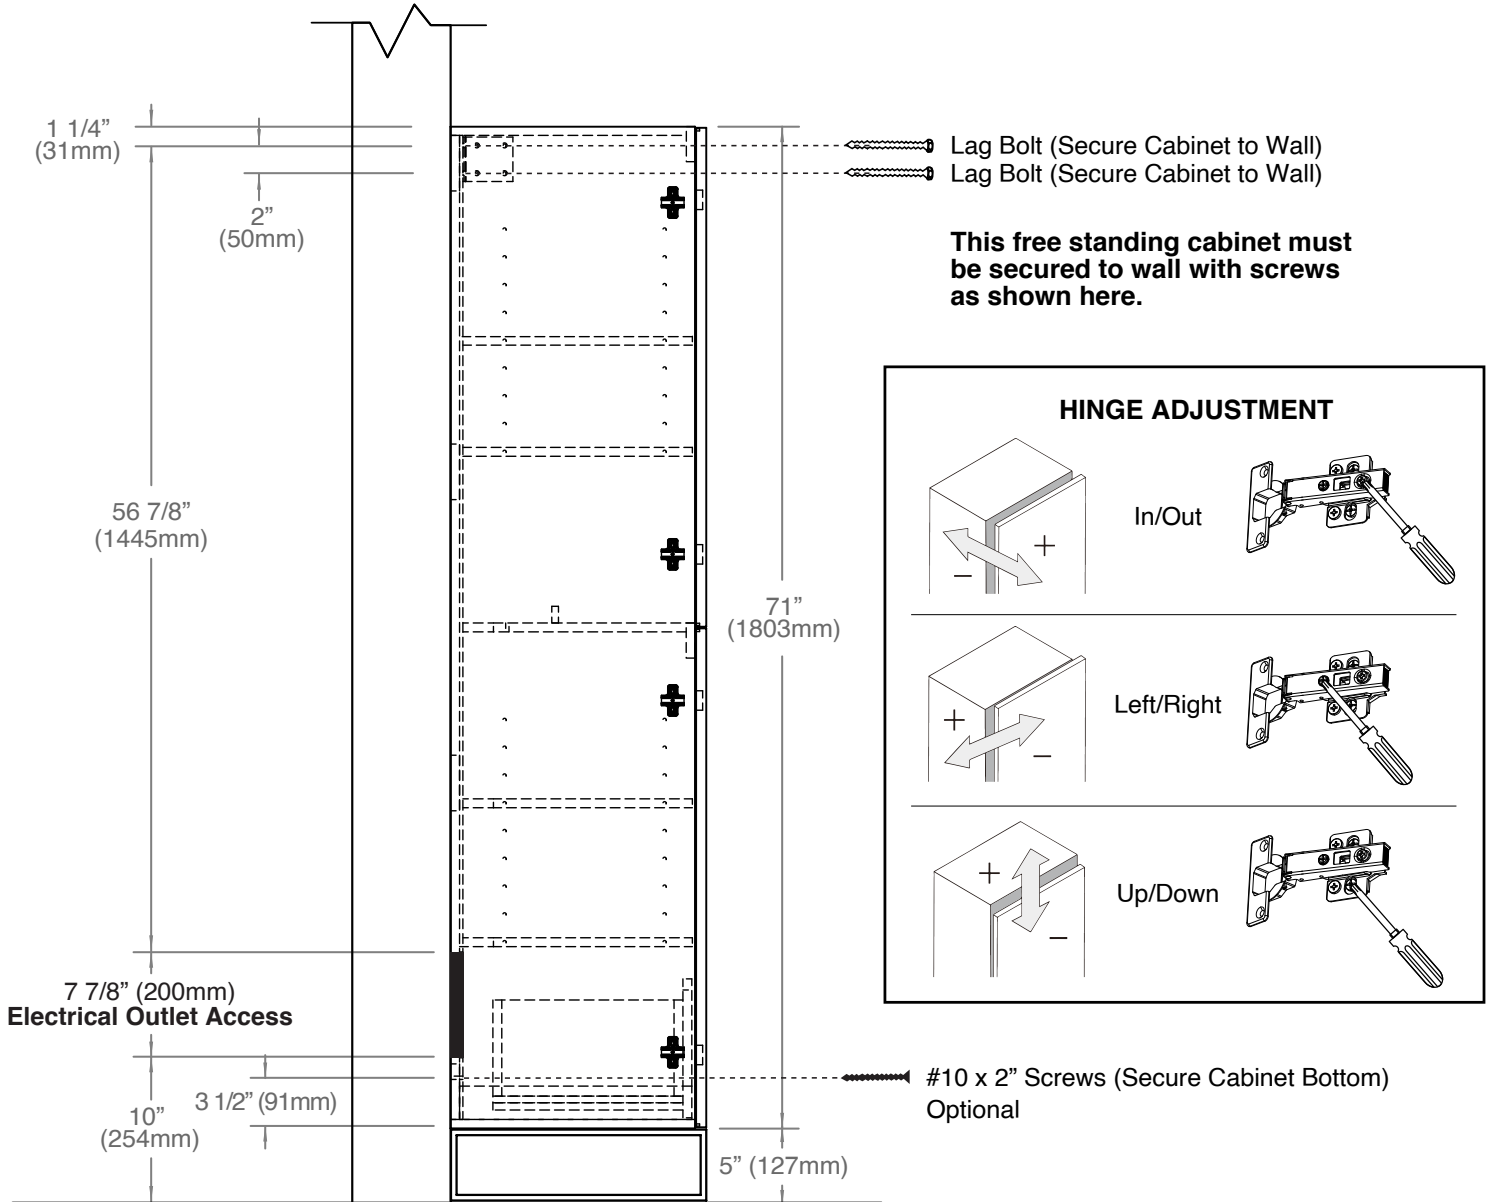 1 1/4”
(31mm)
2”
(50mm)
Lag Bolt (Secure Cabinet to Wall)
Lag Bolt (Secure Cabinet to Wall)
This free standing cabinet must
be secured to wall with screws
as shown here.
56 7/8”
(1445mm)
71”
(1803mm)
HINGE ADJUSTMENT
+
−
In/Out
+
−
Left/Right
+
−
Up/Down
7 7/8” (200mm)
Electrical Outlet Access
3 1/2” (91mm)
10”
(254mm)
5” (127mm)
#10 x 2” Screws (Secure Cabinet Bottom)
Optional